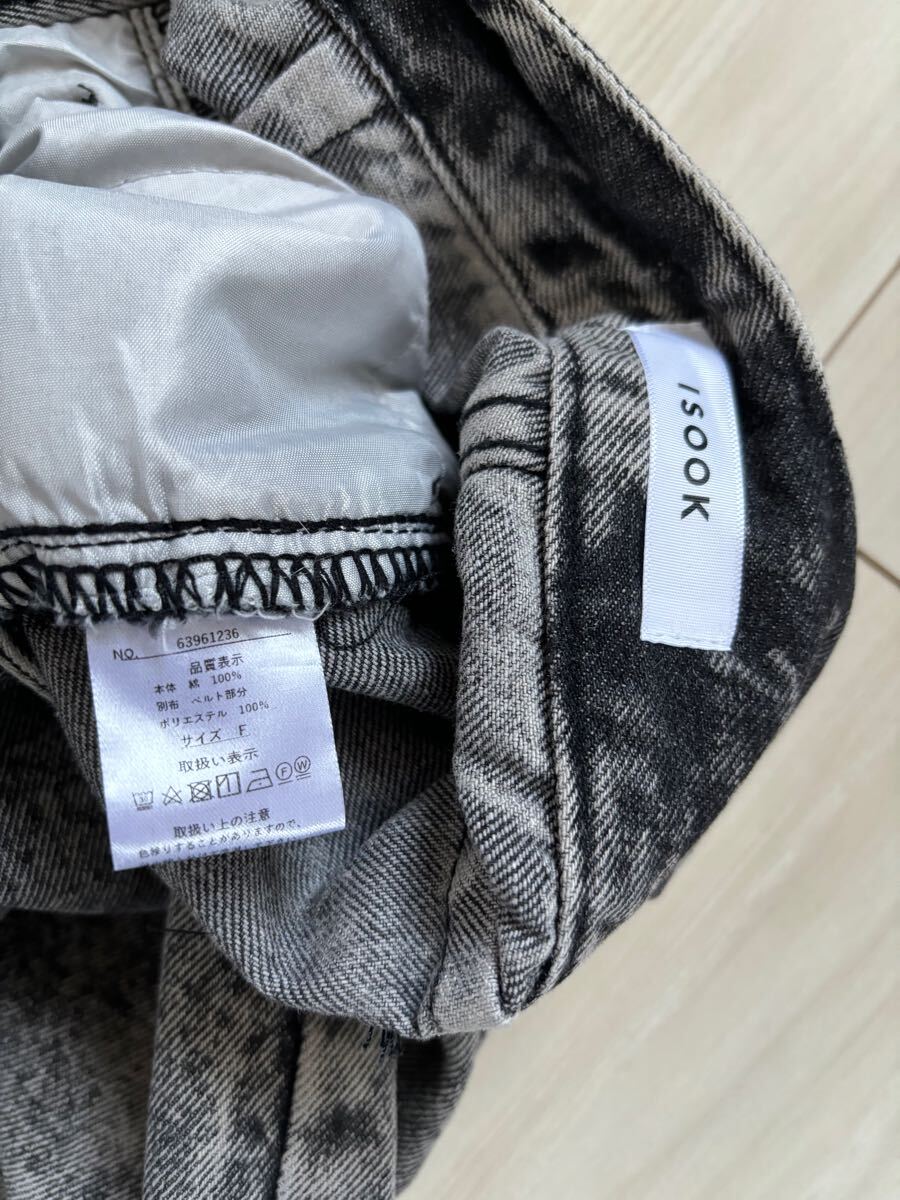 ISOOK
No. 63961236
品質表示
本体 綿 100%
別布 ベルト部分
ポリエステル 100%
サイズ F
取扱い表示
F W
取扱い上の注意
色移りすることがありますので、